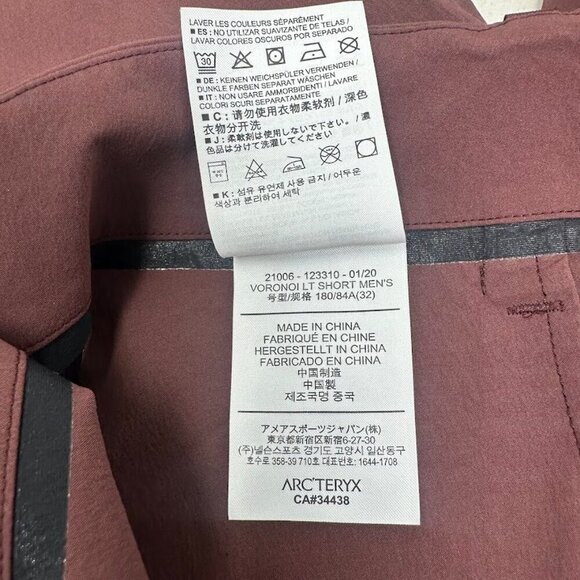 LAVER LES COULEURS SÉPARÉMENT
■ ES : NO UTILIZAR SUAVIZANTE DE TELAS /
LAVAR COLORES OSCUROS POR SEPARADO
30
■ DE : KEINEN WEICHSPÜLER VERWENDEN /
DUNKLE FARBEN SEPARAT WASCHEN
■ IT : NON USARE AMMORBIDENTI / LAVARE
COLORI SCURI SEPARATAMENTE
■ C : 请勿使用衣物柔软剂 / 深色
衣物分开洗
■ J : 柔軟剤は使用しないで下さい。/濃
色品は分けて洗濯してください
■ K : 섬유 유연제 사용 금지 / 어두운
색상과 분리하여 세탁
21006 - 123310 - 01/20
VORONOI LT SHORT MEN'S
号型/规格 180/84A(32)
MADE IN CHINA
FABRIQUÉ EN CHINE
HERGESTELLT IN CHINA
FABRICADO EN CHINA
中国制造
中国製
제조국명 중국
アメアスポーツジャパン(株)
東京都新宿区新宿6-27-30
(주)넬슨스포츠 경기도 고양시 일산동구
호수로 358-39 710호 대표번호: 1644-1708
ARC'TERYX
CA#34438